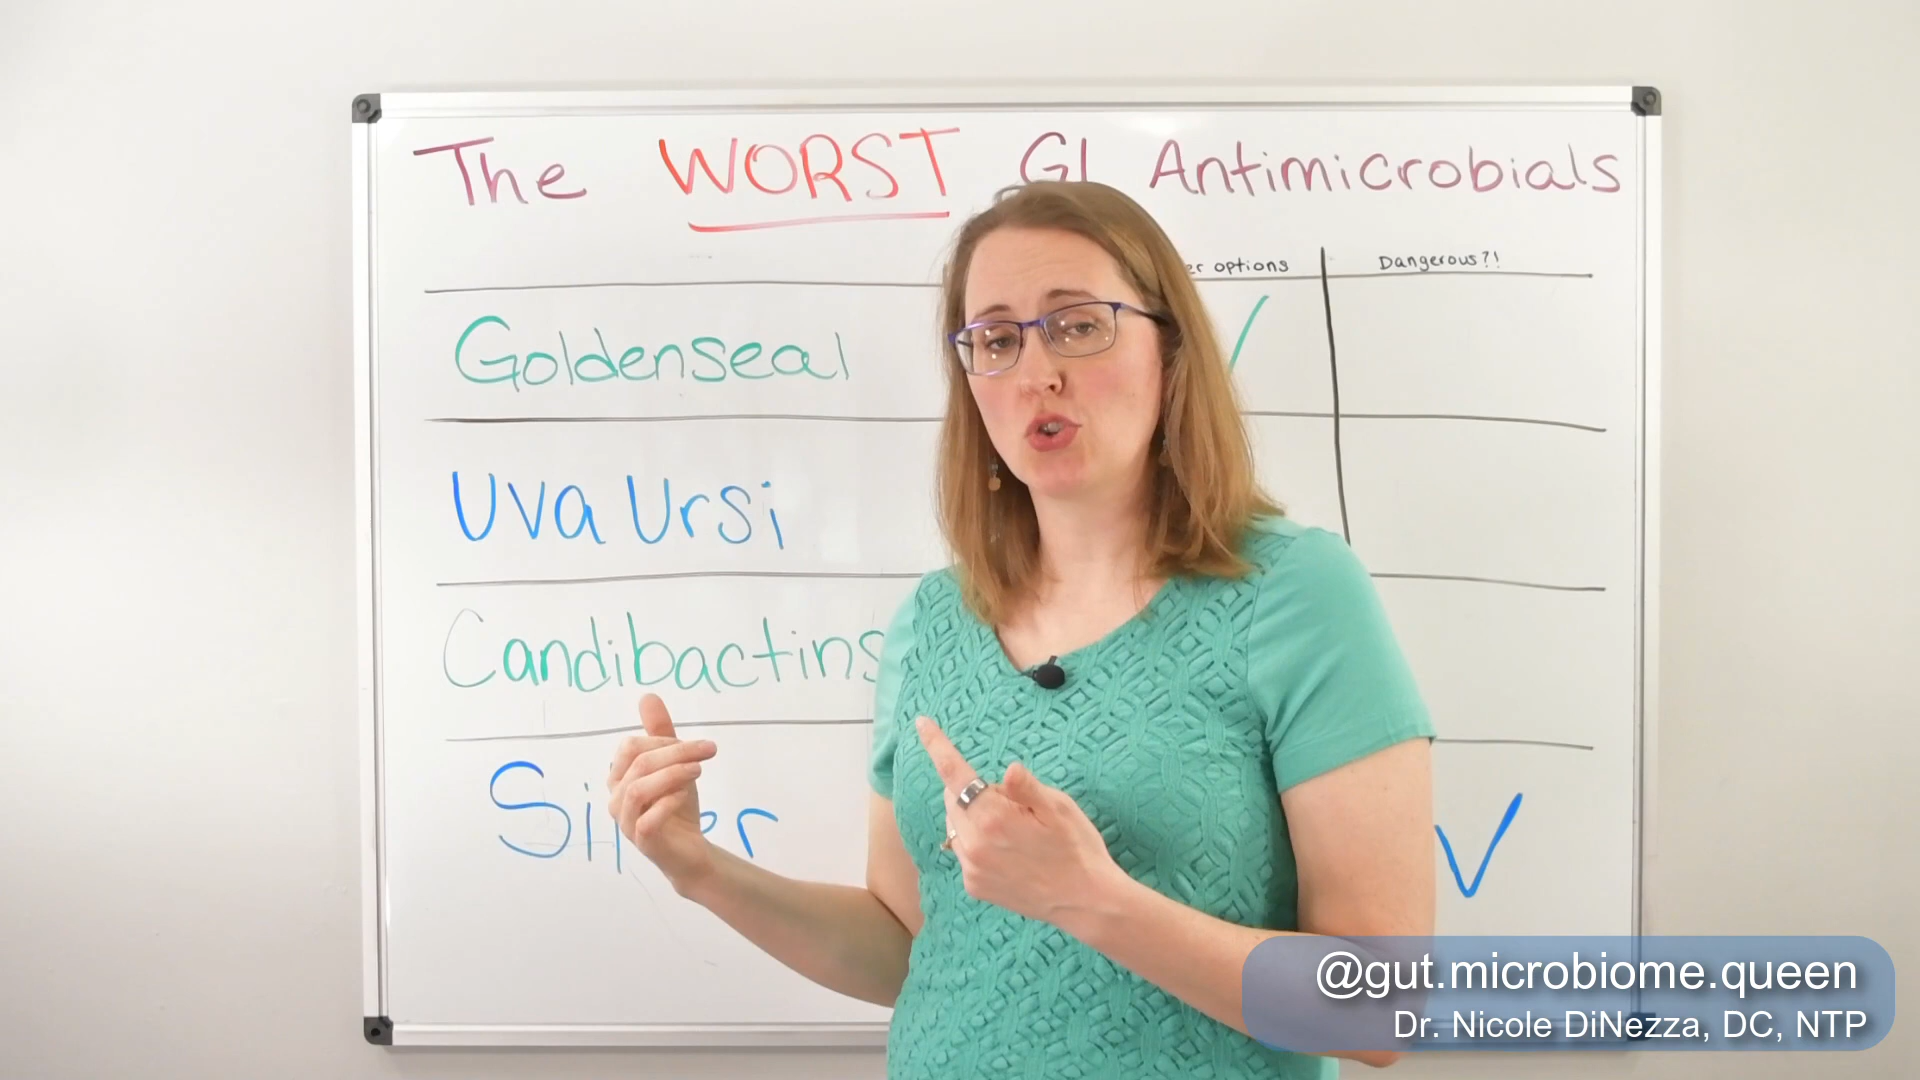 The WORST GI Antimicrobials
options Dangerous?!
Goldenseal
Uva Ursi
Candibactins
@gut.microbiome.queen
Dr. Nicole DiNezza, DC, NTP